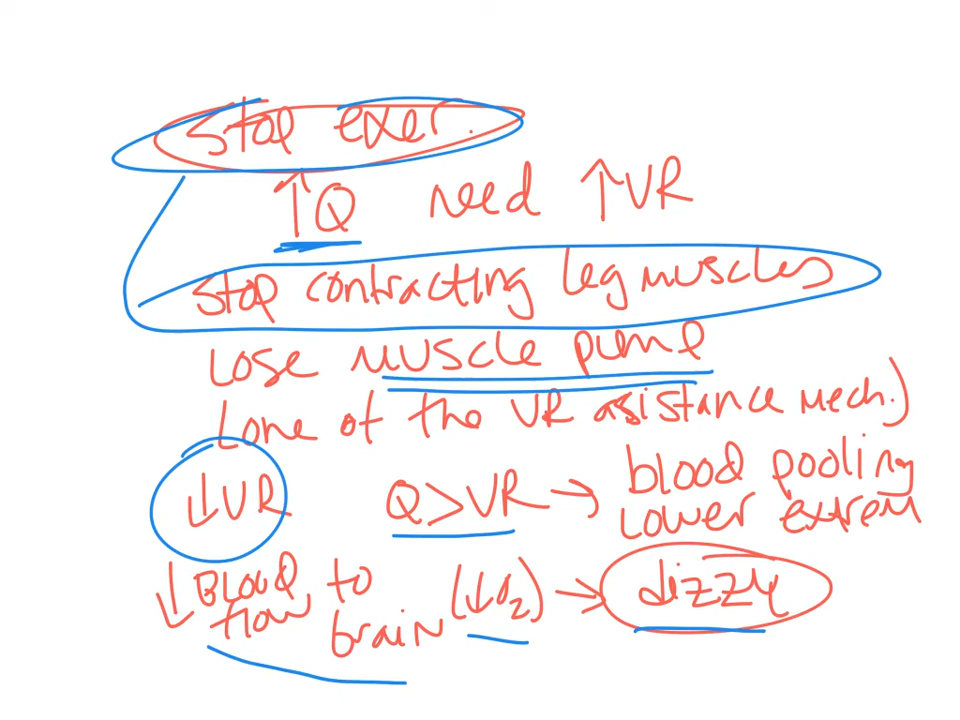 Stop exer.
↑Q need ↑VR
stop contracting leg muscles
Lose muscle pump
(one of the VR asistance mech.)
↓VR Q>VR → blood pooling lower extrem
↓ Blood flow to brain (↓O₂) → dizzy